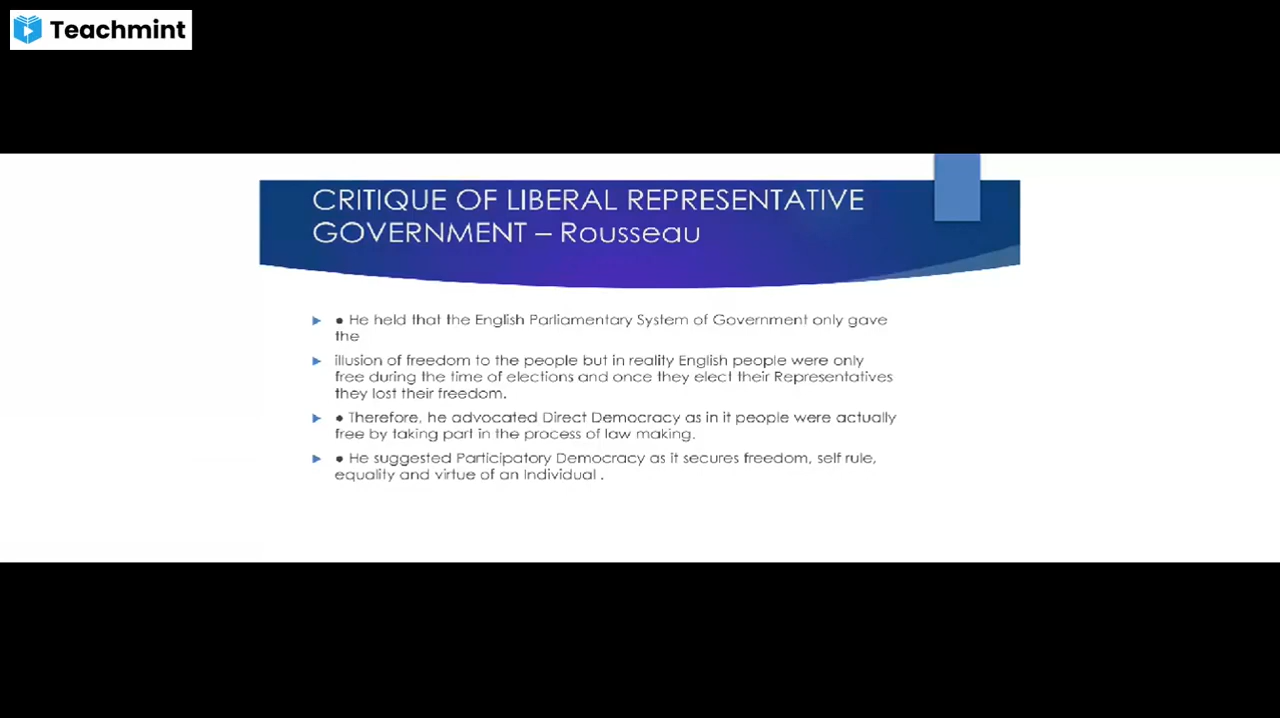 Teachmint
CRITIQUE OF LIBERAL REPRESENTATIVE
GOVERNMENT – Rousseau
● He held that the English Parliamentary System of Government only gave
the
illusion of freedom to the people but in reality English people were only
free during the time of elections and once they elect their Representatives
they lost their freedom.
● Therefore, he advocated Direct Democracy as in it people were actually
free by taking part in the process of law making.
● He suggested Participatory Democracy as it secures freedom, self rule,
equality and virtue of an Individual .